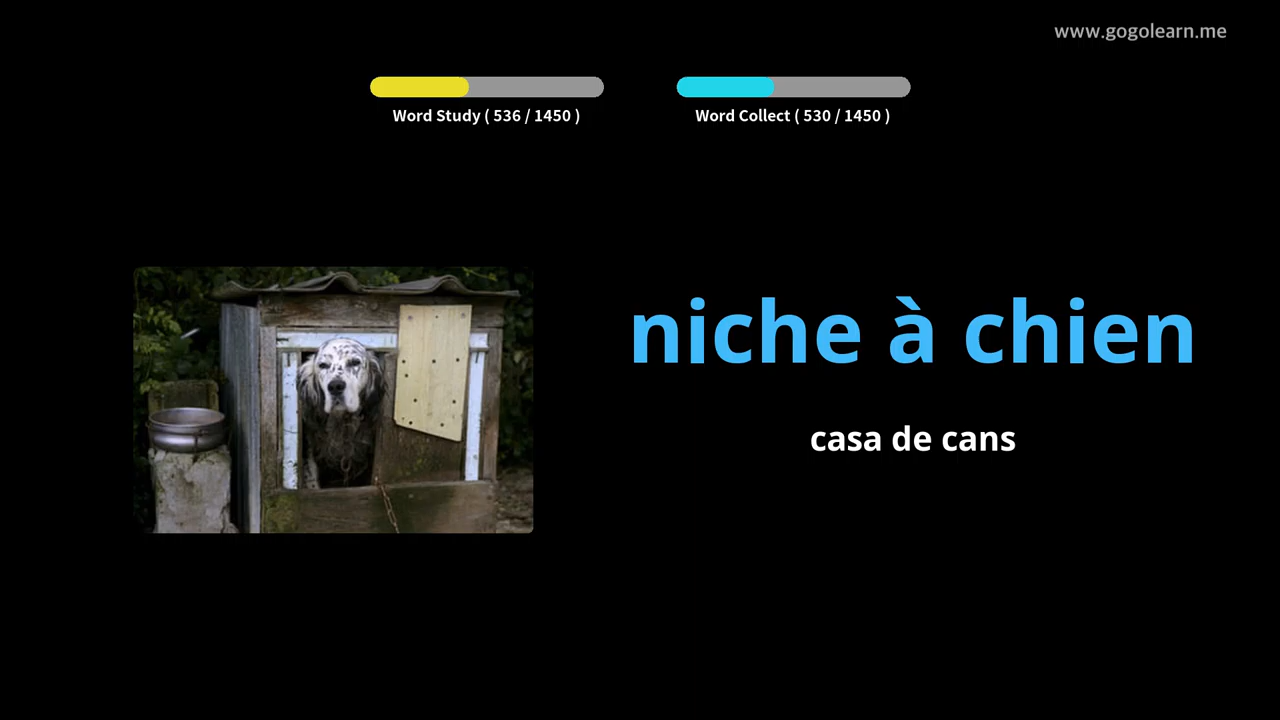 www.gogolearn.me
Word Study ( 536 / 1450 )
Word Collect ( 530 / 1450 )
niche à chien
casa de cans